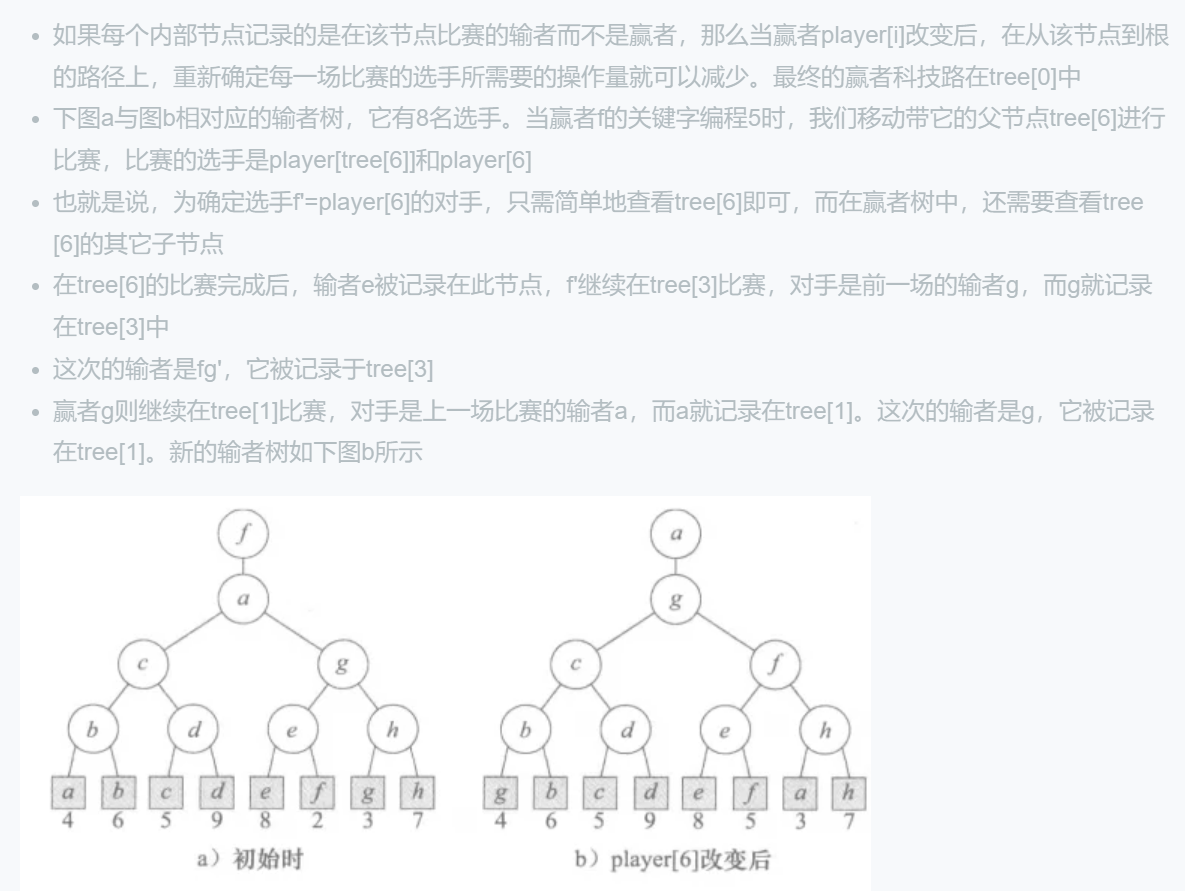 如果每个内部节点记录的是在该节点比赛的输者而不是赢者，那么当赢者player[i]改变后，在从该节点到根
的路径上，重新确定每一场比赛的选手所需要的操作量就可以减少。最终的赢者科技路在tree[0]中
下图a与图b相对应的输者树，它有8名选手。当赢者f的关键字编程5时，我们移动带它的父节点tree[6]进行
比赛，比赛的选手是player[tree[6]]和player[6]
也就是说，为确定选手f'=player[6]的对手，只需简单地查看tree[6]即可，而在赢者树中，还需要查看tree
[6]的其它子节点
在tree[6]的比赛完成后，输者e被记录在此节点，f'继续在tree[3]比赛，对手是前一场的输者g，而g就记录
在tree[3]中
这次的输者是fg'，它被记录于tree[3]
赢者g则继续在tree[1]比赛，对手是上一场比赛的输者a，而a就记录在tree[1]。这次的输者是g，它被记录
在tree[1]。新的输者树如下图b所示
f
a
c g
b d e h
a b c d e f g h
4 6 5 9 8 2 3 7
a）初始时
a
g
c f
b d e h
g b c d e f a h
4 6 5 9 8 5 3 7
b）player[6]改变后